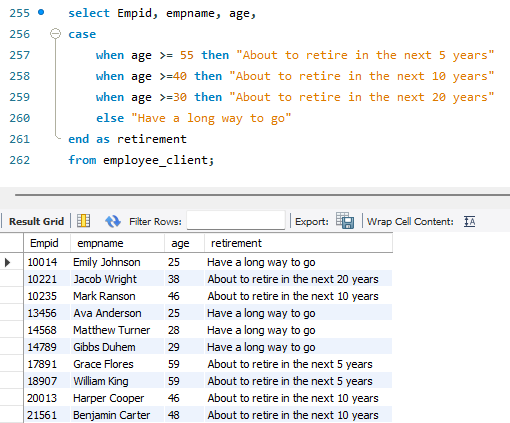 255 select Empid, empname, age,
256 case
257 when age >= 55 then "About to retire in the next 5 years"
258 when age >=40 then "About to retire in the next 10 years"
259 when age >=30 then "About to retire in the next 20 years"
260 else "Have a long way to go"
261 end as retirement
262 from employee_client;
Result Grid Filter Rows: Export: Wrap Cell Content: IA
Empid empname age retirement
10014 Emily Johnson 25 Have a long way to go
10221 Jacob Wright 38 About to retire in the next 20 years
10235 Mark Ranson 46 About to retire in the next 10 years
13456 Ava Anderson 25 Have a long way to go
14568 Matthew Turner 28 Have a long way to go
14789 Gibbs Duhem 29 Have a long way to go
17891 Grace Flores 59 About to retire in the next 5 years
18907 William King 59 About to retire in the next 5 years
20013 Harper Cooper 46 About to retire in the next 10 years
21561 Benjamin Carter 48 About to retire in the next 10 years